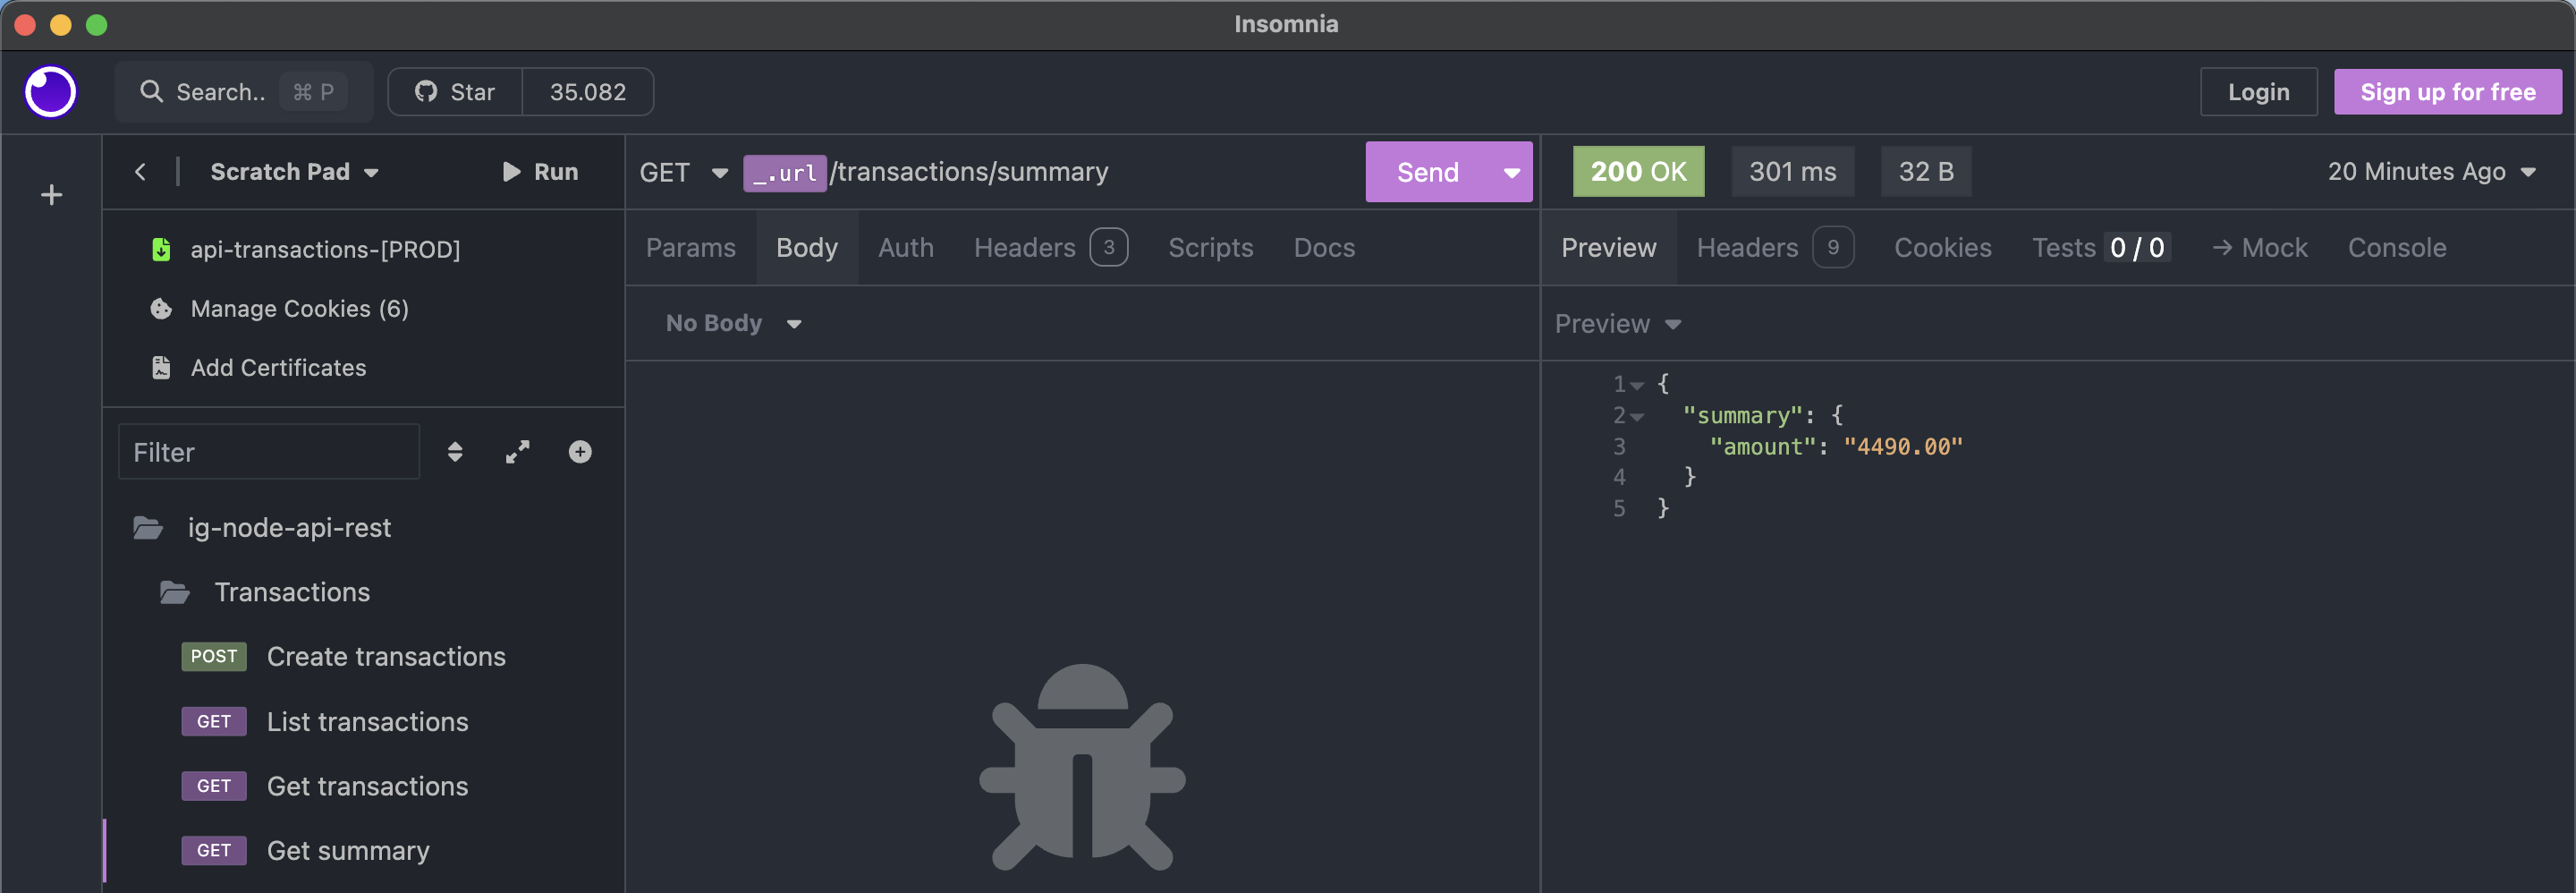 Insomnia
Search.. ⌘ P
Star 35.082
Login
Sign up for free
Scratch Pad
Run
GET _.url/transactions/summary
Send
200 OK
301 ms
32 B
20 Minutes Ago
api-transactions-[PROD]
Manage Cookies (6)
Add Certificates
Params Body Auth Headers 3 Scripts Docs
Preview Headers 9 Cookies Tests 0 / 0 → Mock Console
No Body
Preview
Filter
ig-node-api-rest
Transactions
POST Create transactions
GET List transactions
GET Get transactions
GET Get summary
1 {
2 "summary": {
3 "amount": "4490.00"
4 }
5 }